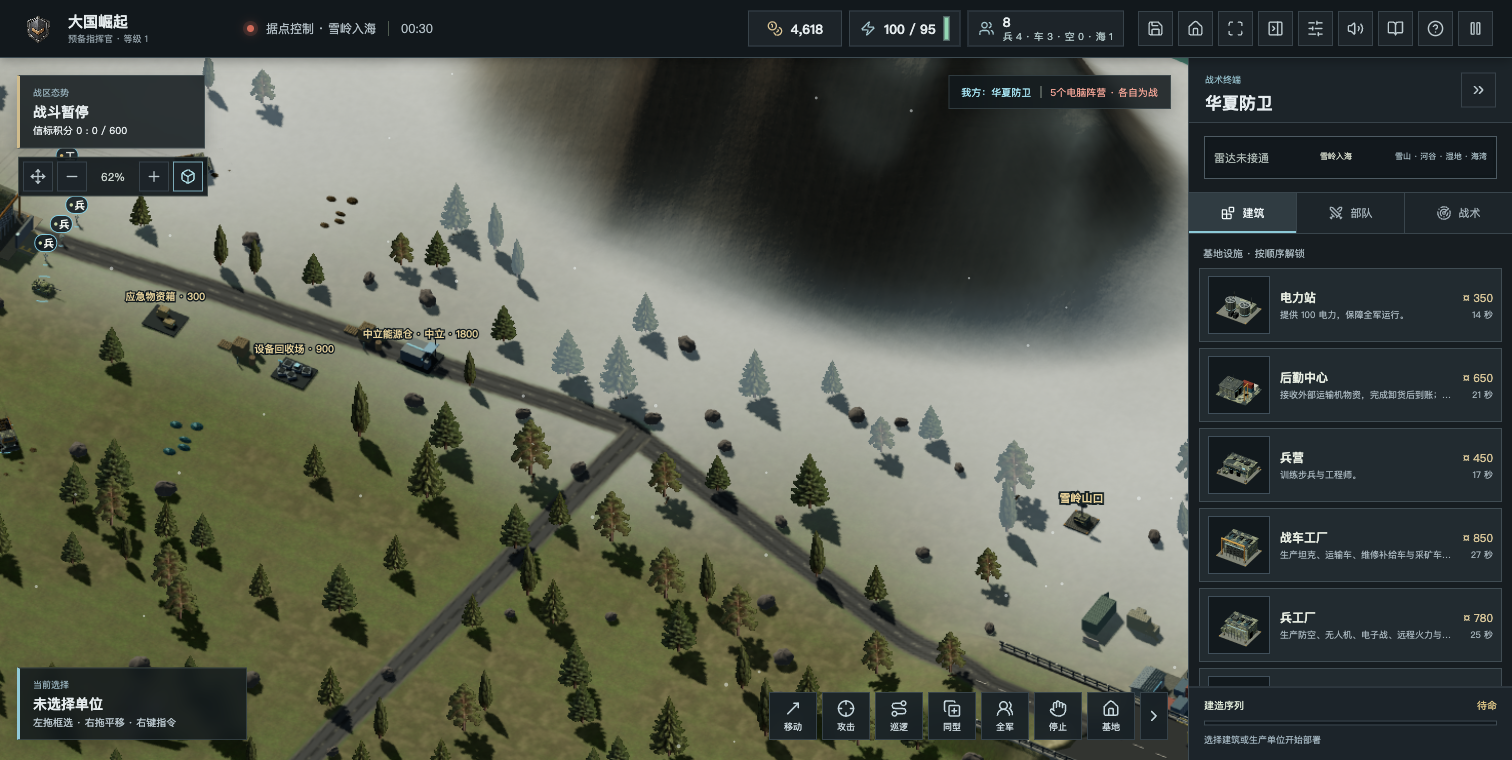 大国崛起
预备指挥官 · 等级 1
据点控制 · 雪岭入海
00:30
4,618
100 / 95
8
兵 4 · 车 3 · 空 0 · 海 1
战区态势
战斗暂停
信标积分 0 : 0 / 600
62%
我方：华夏防卫
5个电脑阵营 · 各自为战
兵
兵
兵
应急物资箱 · 300
设备回收场 · 900
中立能源仓 · 中立 · 1800
雪岭山口
当前选择
未选择单位
左拖框选 · 右拖平移 · 右键指令
移动
攻击
巡逻
同型
全军
停止
基地
战术终端
华夏防卫
雷达未接通
雪岭入海
雪山 · 河谷 · 湿地 · 海湾
建筑
部队
战术
基地设施 · 按顺序解锁
电力站
¤ 350
提供 100 电力，保障全军运行。
14 秒
后勤中心
¤ 650
接收外部运输机物资，完成卸货后到账；...
21 秒
兵营
¤ 450
训练步兵与工程师。
17 秒
战车工厂
¤ 850
生产坦克、运输车、维修补给车与采矿车...
27 秒
兵工厂
¤ 780
生产防空、无人机、电子战、远程火力与...
25 秒
建造序列
待命
选择建筑或生产单位开始部署